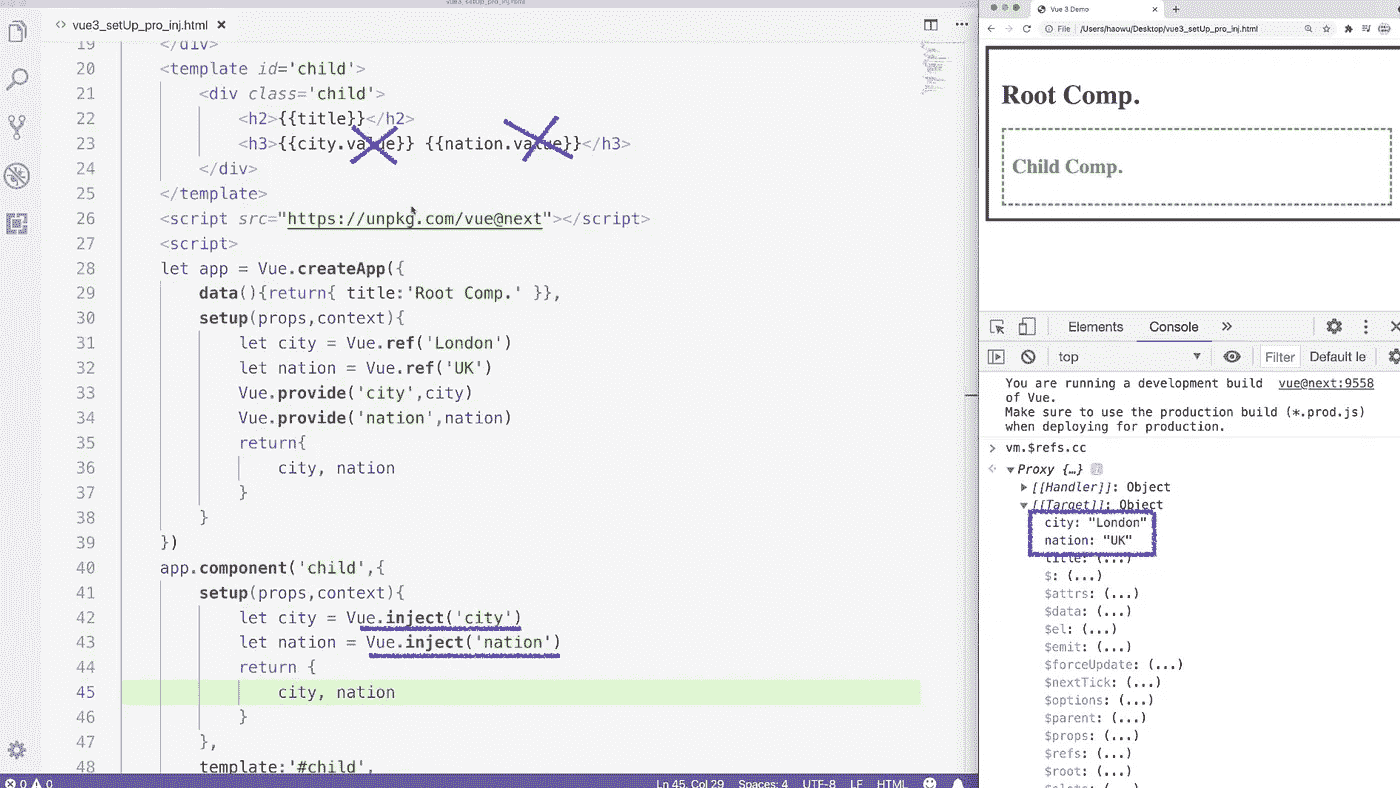 vue3_setUp_pro_inj.html
vue3_setUp_pro_inj.html
19 </div>
20 <template id='child'>
21 <div class='child'>
22 <h2>{{title}}</h2>
23 <h3>{{city.value}} {{nation.value}}</h3>
24 </div>
25 </template>
26 <script src="https://unpkg.com/vue@next"></script>
27 <script>
28 let app = Vue.createApp({
29 data(){return{ title:'Root Comp.' }},
30 setup(props,context){
31 let city = Vue.ref('London')
32 let nation = Vue.ref('UK')
33 Vue.provide('city',city)
34 Vue.provide('nation',nation)
35 return{
36 city, nation
37 }
38 }
39 })
40 app.component('child',{
41 setup(props,context){
42 let city = Vue.inject('city')
43 let nation = Vue.inject('nation')
44 return {
45 city, nation
46 }
47 },
48 template:'#child',
0 0
Ln 45, Col 29 Spaces: 4 UTF-8 LF HTML
Vue 3 Demo
File /Users/haowu/Desktop/vue3_setUp_pro_inj.html
Root Comp.
Child Comp.
Elements Console
top Filter Default le
You are running a development build vue@next:9558
of Vue.
Make sure to use the production build (*.prod.js)
when deploying for production.
vm.$refs.cc
Proxy {…}
[[Handler]]: Object
[[Target]]: Object
city: "London"
nation: "UK"
title: (...)
$: (...)
$attrs: (...)
$data: (...)
$el: (...)
$emit: (...)
$forceUpdate: (...)
$nextTick: (...)
$options: (...)
$parent: (...)
$props: (...)
$refs: (...)
$root: (...)